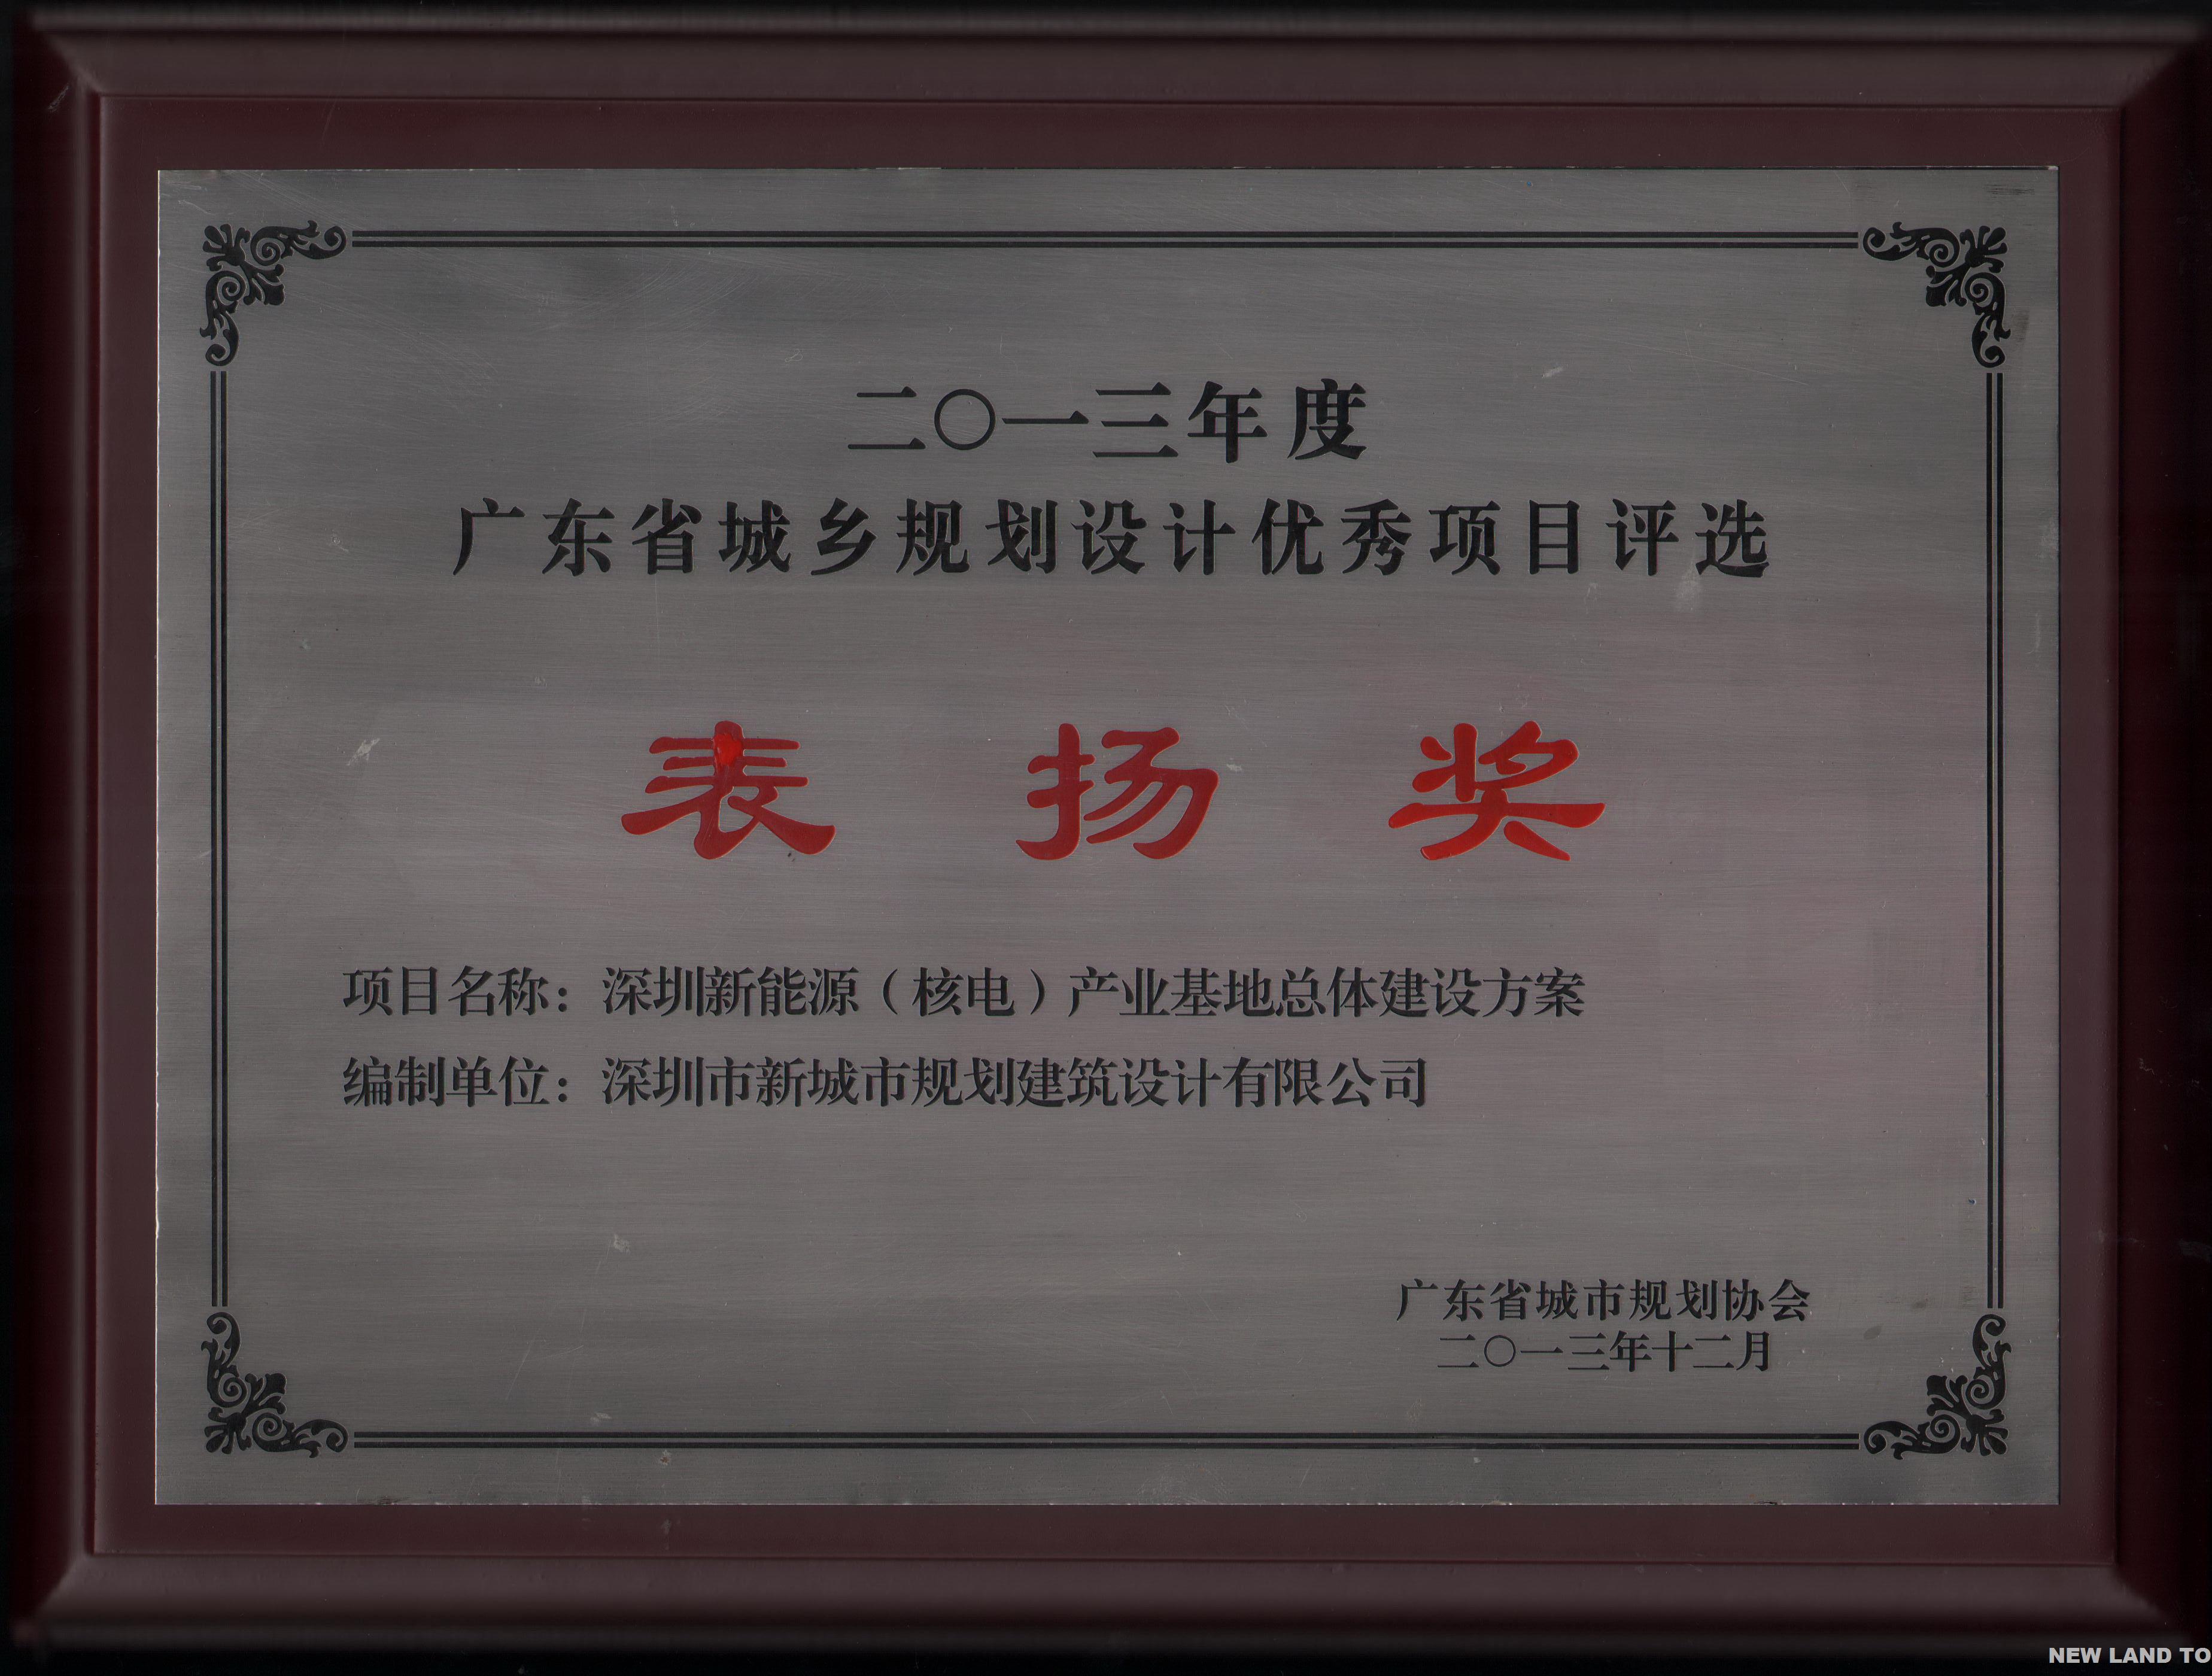 二〇一三年度
广东省城乡规划设计优秀项目评选
表扬奖
项目名称：深圳新能源（核电）产业基地总体建设方案
编制单位：深圳市新城市规划建筑设计有限公司
广东省城市规划协会
二〇一三年十二月
NEW LAND TO